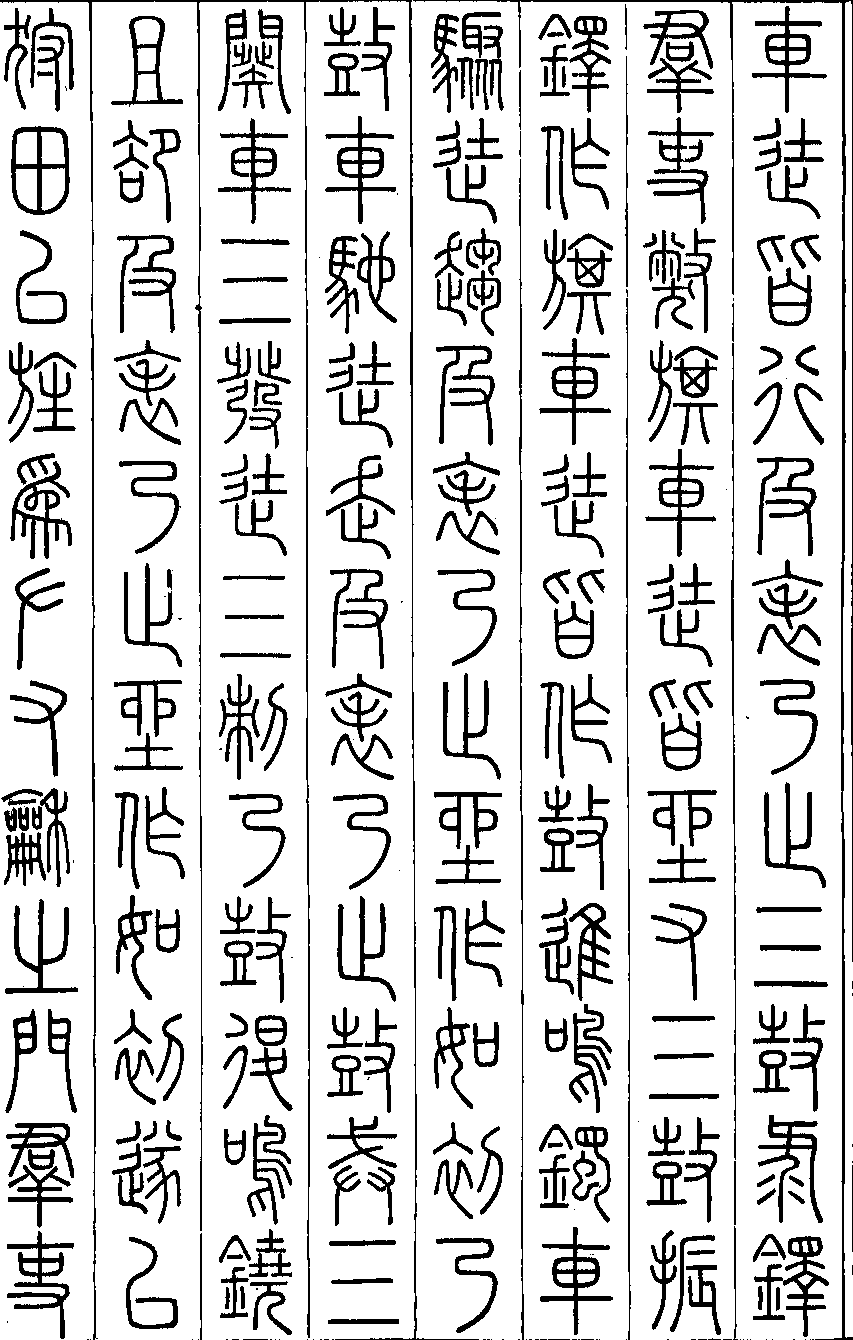 車徒皆行及表乃止三鼓摝鐸
羣吏弊旗車徒皆坐又三鼓振
鐸作旗車徒皆作鼓進鳴鐲車
驟徒趨及表乃止坐作如初乃
鼓車馳徒走及表乃止鼓戒三
闋車三發徒三刺乃鼓退鳴鐃
且卻及表乃止坐作如初遂以
狩田以旌爲左右和之門羣吏